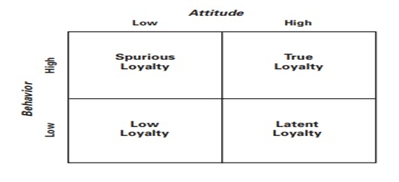 Attitude
Low High
Behavior
High
Spurious Loyalty
True Loyalty
Low
Low Loyalty
Latent Loyalty